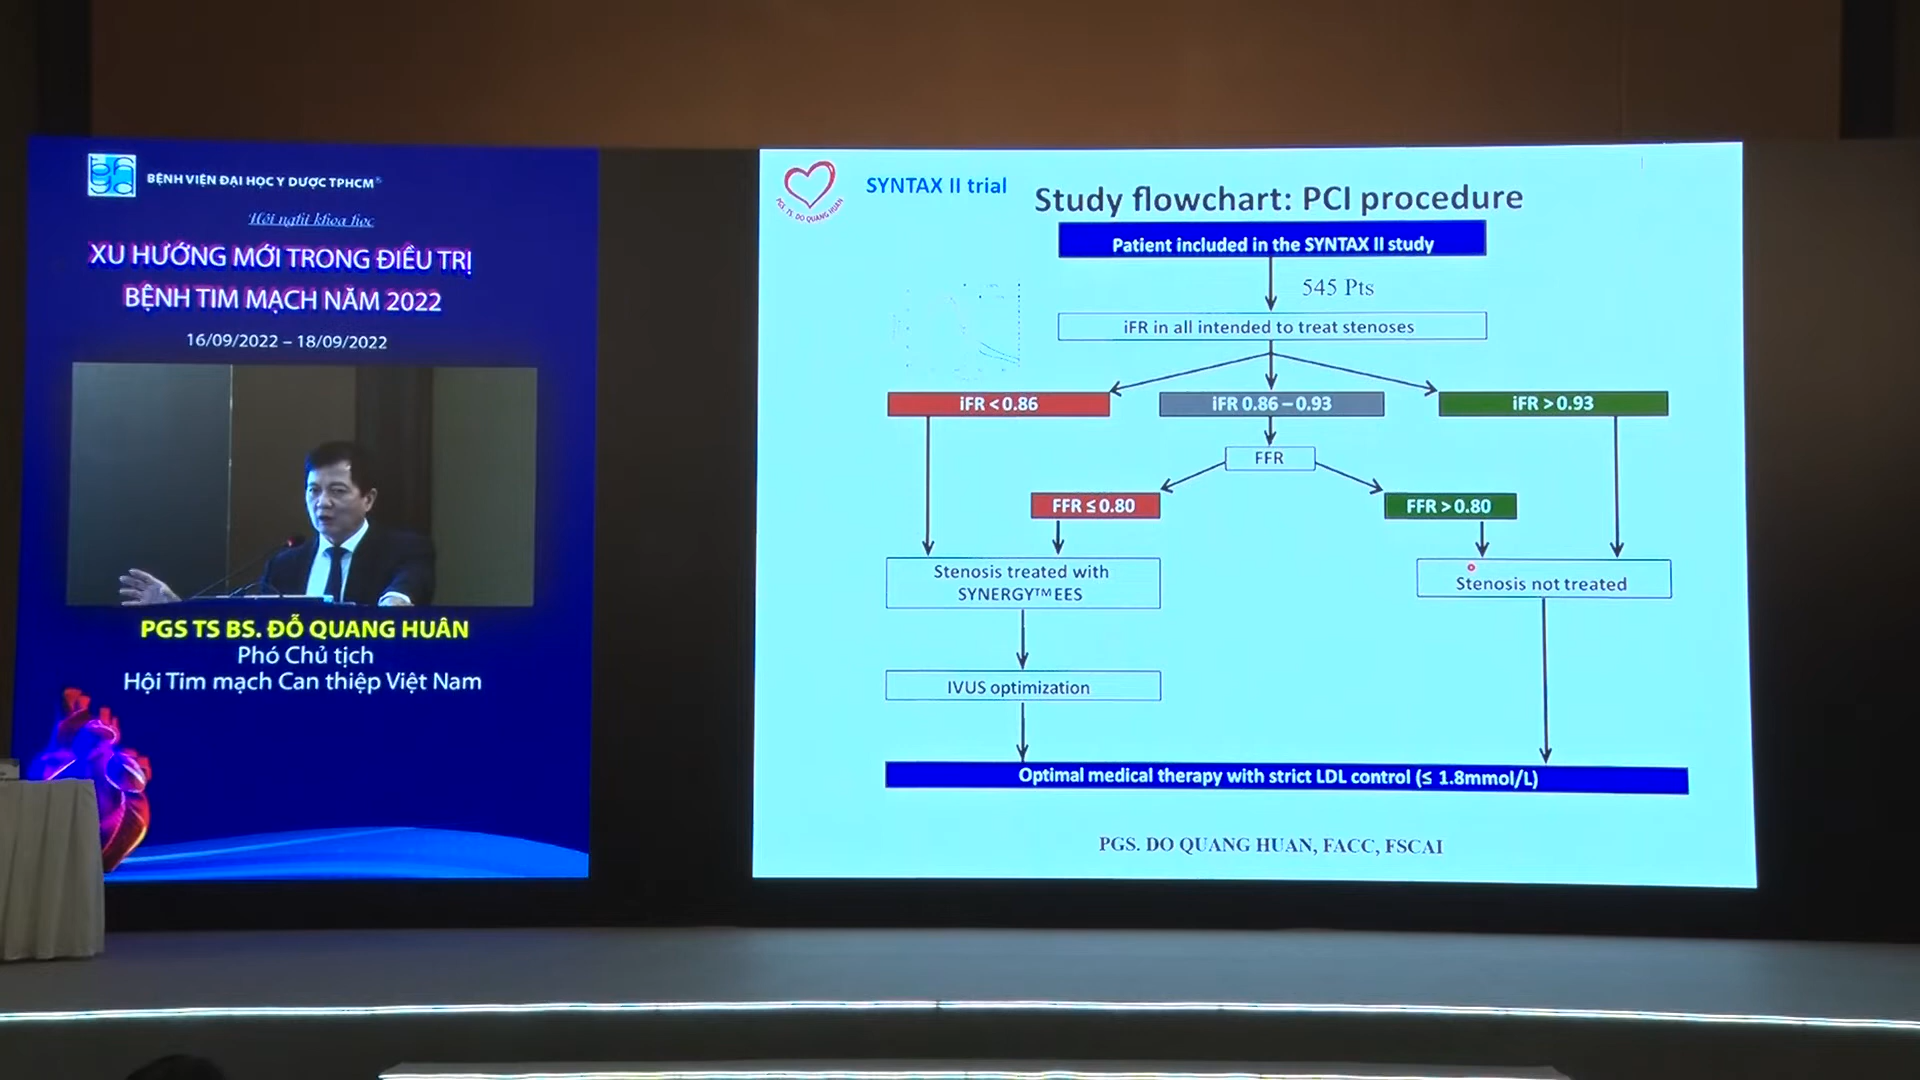 BỆNH VIỆN ĐẠI HỌC Y DƯỢC TPHCM®
Hội nghị khoa học
XU HƯỚNG MỚI TRONG ĐIỀU TRỊ
BỆNH TIM MẠCH NĂM 2022
16/09/2022 – 18/09/2022
PGS TS BS. ĐỖ QUANG HUÂN
Phó Chủ tịch
Hội Tim mạch Can thiệp Việt Nam
PGS. TS. DO QUANG HUAN
SYNTAX II trial
Study flowchart: PCI procedure
Patient included in the SYNTAX II study
545 Pts
iFR in all intended to treat stenoses
iFR < 0.86
iFR 0.86 – 0.93
iFR > 0.93
FFR
FFR ≤ 0.80
FFR > 0.80
Stenosis treated with
SYNERGY™ EES
Stenosis not treated
IVUS optimization
Optimal medical therapy with strict LDL control (≤ 1.8mmol/L)
PGS. DO QUANG HUAN, FACC, FSCAI